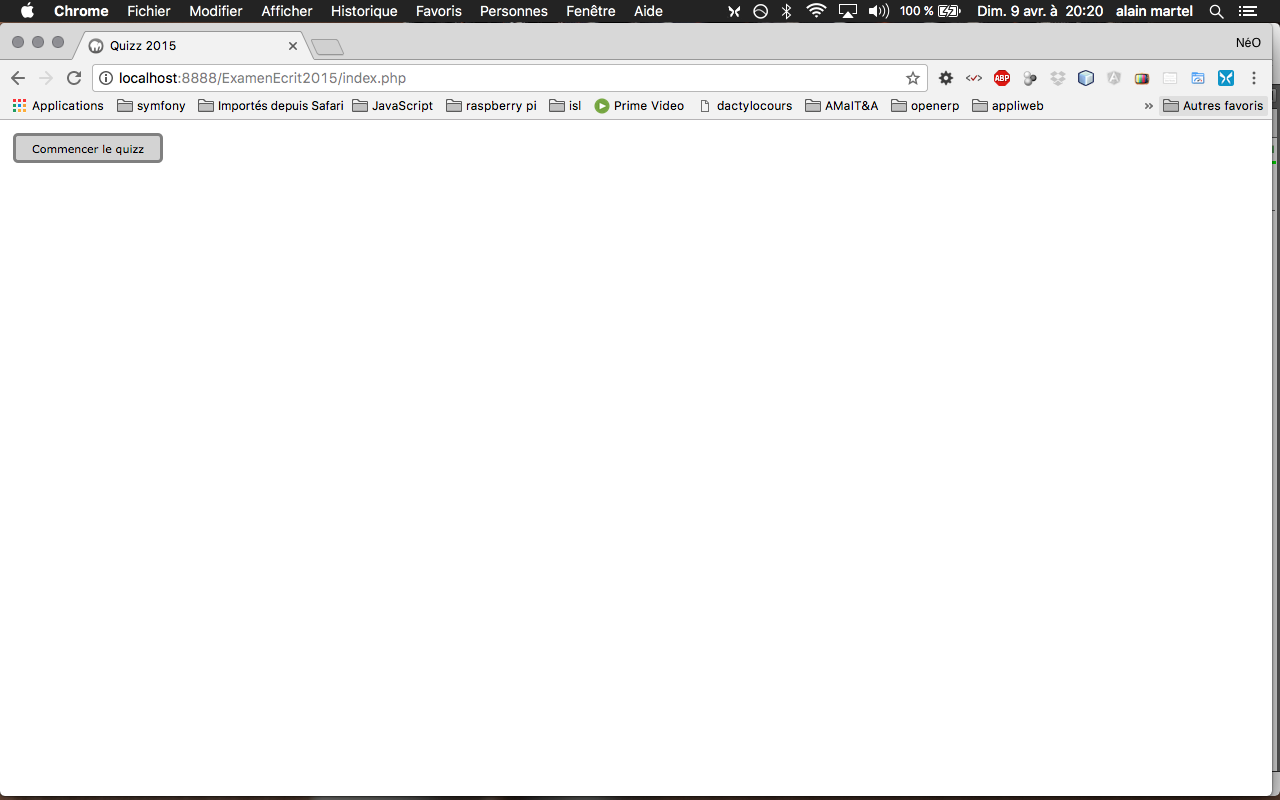 Chrome Fichier Modifier Afficher Historique Favoris Personnes Fenêtre Aide 100 % Dim. 9 avr. à 20:20 alain martel
Quizz 2015 NéO
localhost:8888/ExamenEcrit2015/index.php ABP
Applications symfony Importés depuis Safari JavaScript raspberry pi isl Prime Video dactylocours AMaIT&A openerp appliweb » Autres favoris
Commencer le quizz